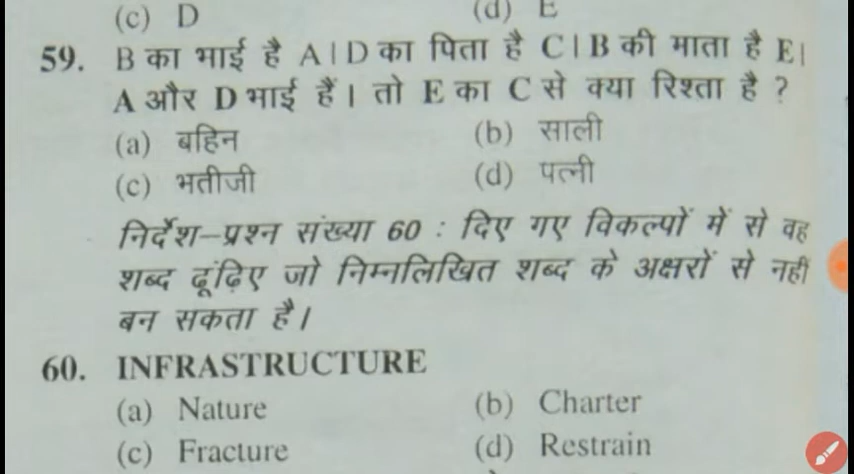 (c) D (d) E
59. B का भाई है A। D का पिता है C। B की माता है E।
A और D भाई हैं। तो E का C से क्या रिश्ता है ?
(a) बहिन (b) साली
(c) भतीजी (d) पत्नी
निर्देश–प्रश्न संख्या 60 : दिए गए विकल्पों में से वह
शब्द ढूंढ़िए जो निम्नलिखित शब्द के अक्षरों से नहीं
बन सकता है।
60. INFRASTRUCTURE
(a) Nature (b) Charter
(c) Fracture (d) Restrain